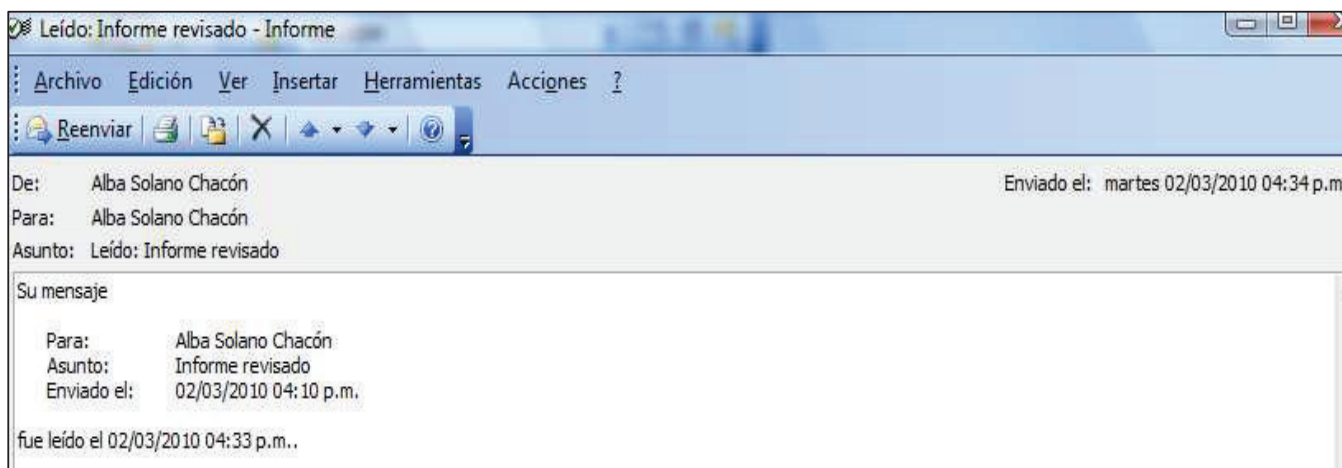 Leído: Informe revisado - Informe
Archivo Edición Ver Insertar Herramientas Acciones ?
Reenviar
De: Alba Solano Chacón Enviado el: martes 02/03/2010 04:34 p.m
Para: Alba Solano Chacón
Asunto: Leído: Informe revisado
Su mensaje
Para: Alba Solano Chacón
Asunto: Informe revisado
Enviado el: 02/03/2010 04:10 p.m.
fue leído el 02/03/2010 04:33 p.m..